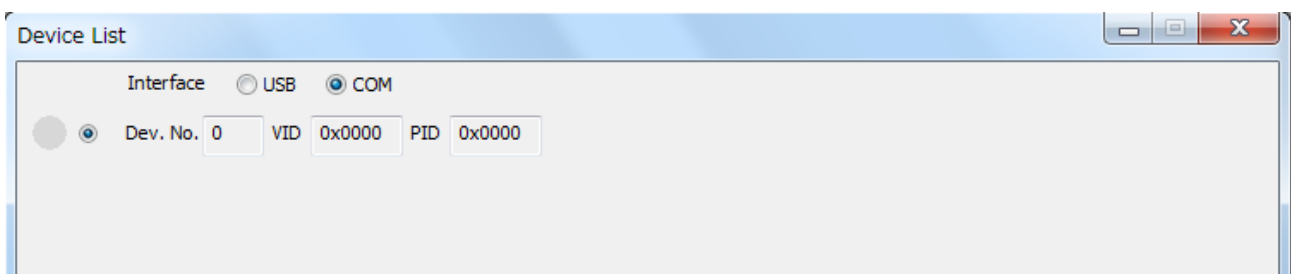 Device List
Interface USB COM
Dev. No. 0 VID 0x0000 PID 0x0000